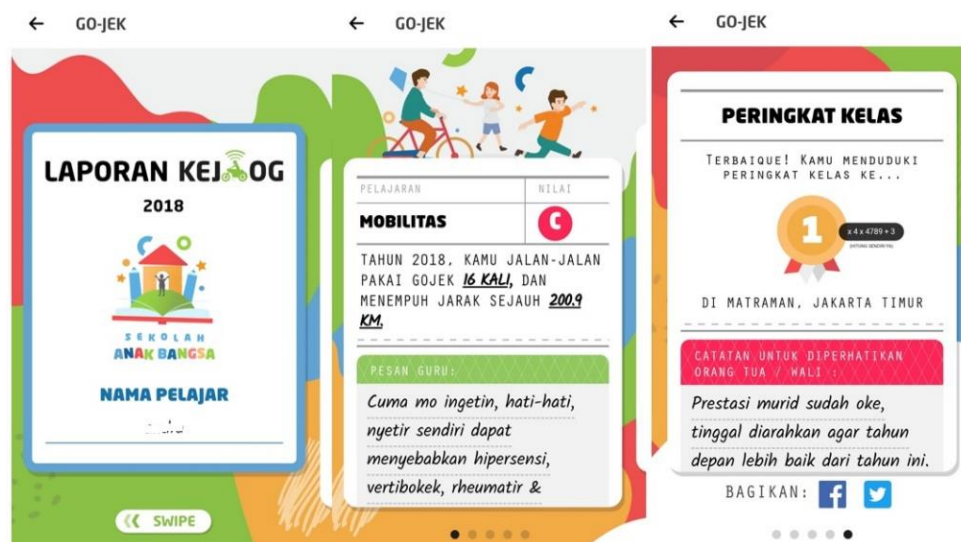 GO-JEK
LAPORAN KEJOOG
2018
SEKOLAH
ANAK BANGSA
NAMA PELAJAR
SWIPE
GO-JEK
PELAJARAN
NILAI
MOBILITAS
C
TAHUN 2018, KAMU JALAN-JALAN
PAKAI GOJEK 16 KALI, DAN
MENEMPUH JARAK SEJAUH 200.9
KM.
PESAN GURU:
Cuma mo ingetin, hati-hati,
nyetir sendiri dapat
menyebabkan hipersensi,
vertibokek, rheumatir &
GO-JEK
PERINGKAT KELAS
TERBAIQUE! KAMU MENDUDUKI
PERINGKAT KELAS KE...
1
x 4 x 4789 + 3
(HITUNG SENDIRI YA)
DI MATRAMAN, JAKARTA TIMUR
CATATAN UNTUK DIPERHATIKAN
ORANG TUA / WALI :
Prestasi murid sudah oke,
tinggal diarahkan agar tahun
depan lebih baik dari tahun ini.
BAGIKAN: